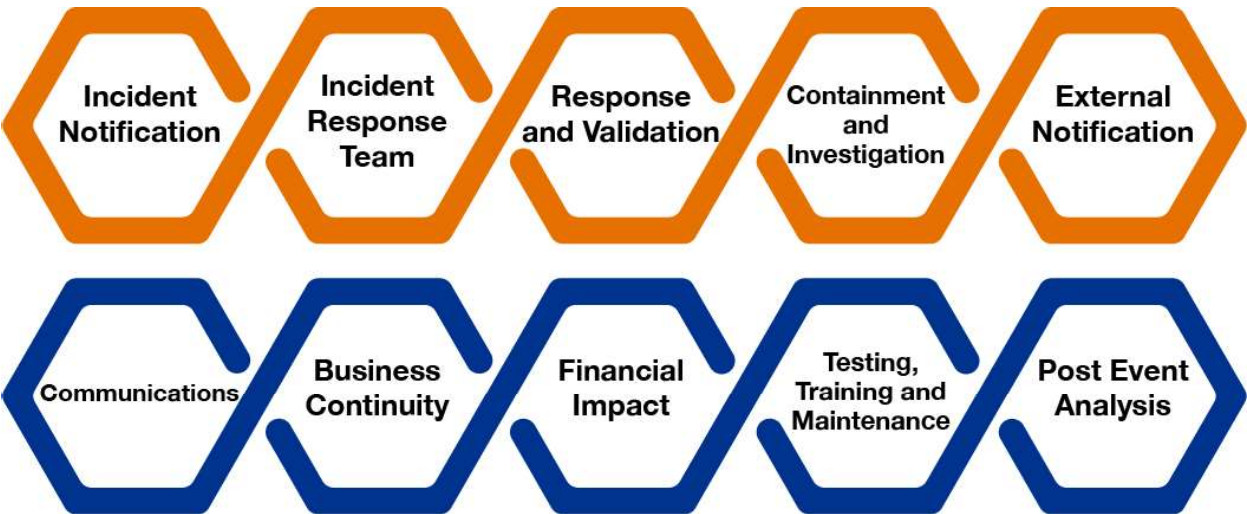 Incident
Notification
Incident
Response
Team
Response
and Validation
Containment
and
Investigation
External
Notification
Communications
Business
Continuity
Financial
Impact
Testing,
Training and
Maintenance
Post Event
Analysis